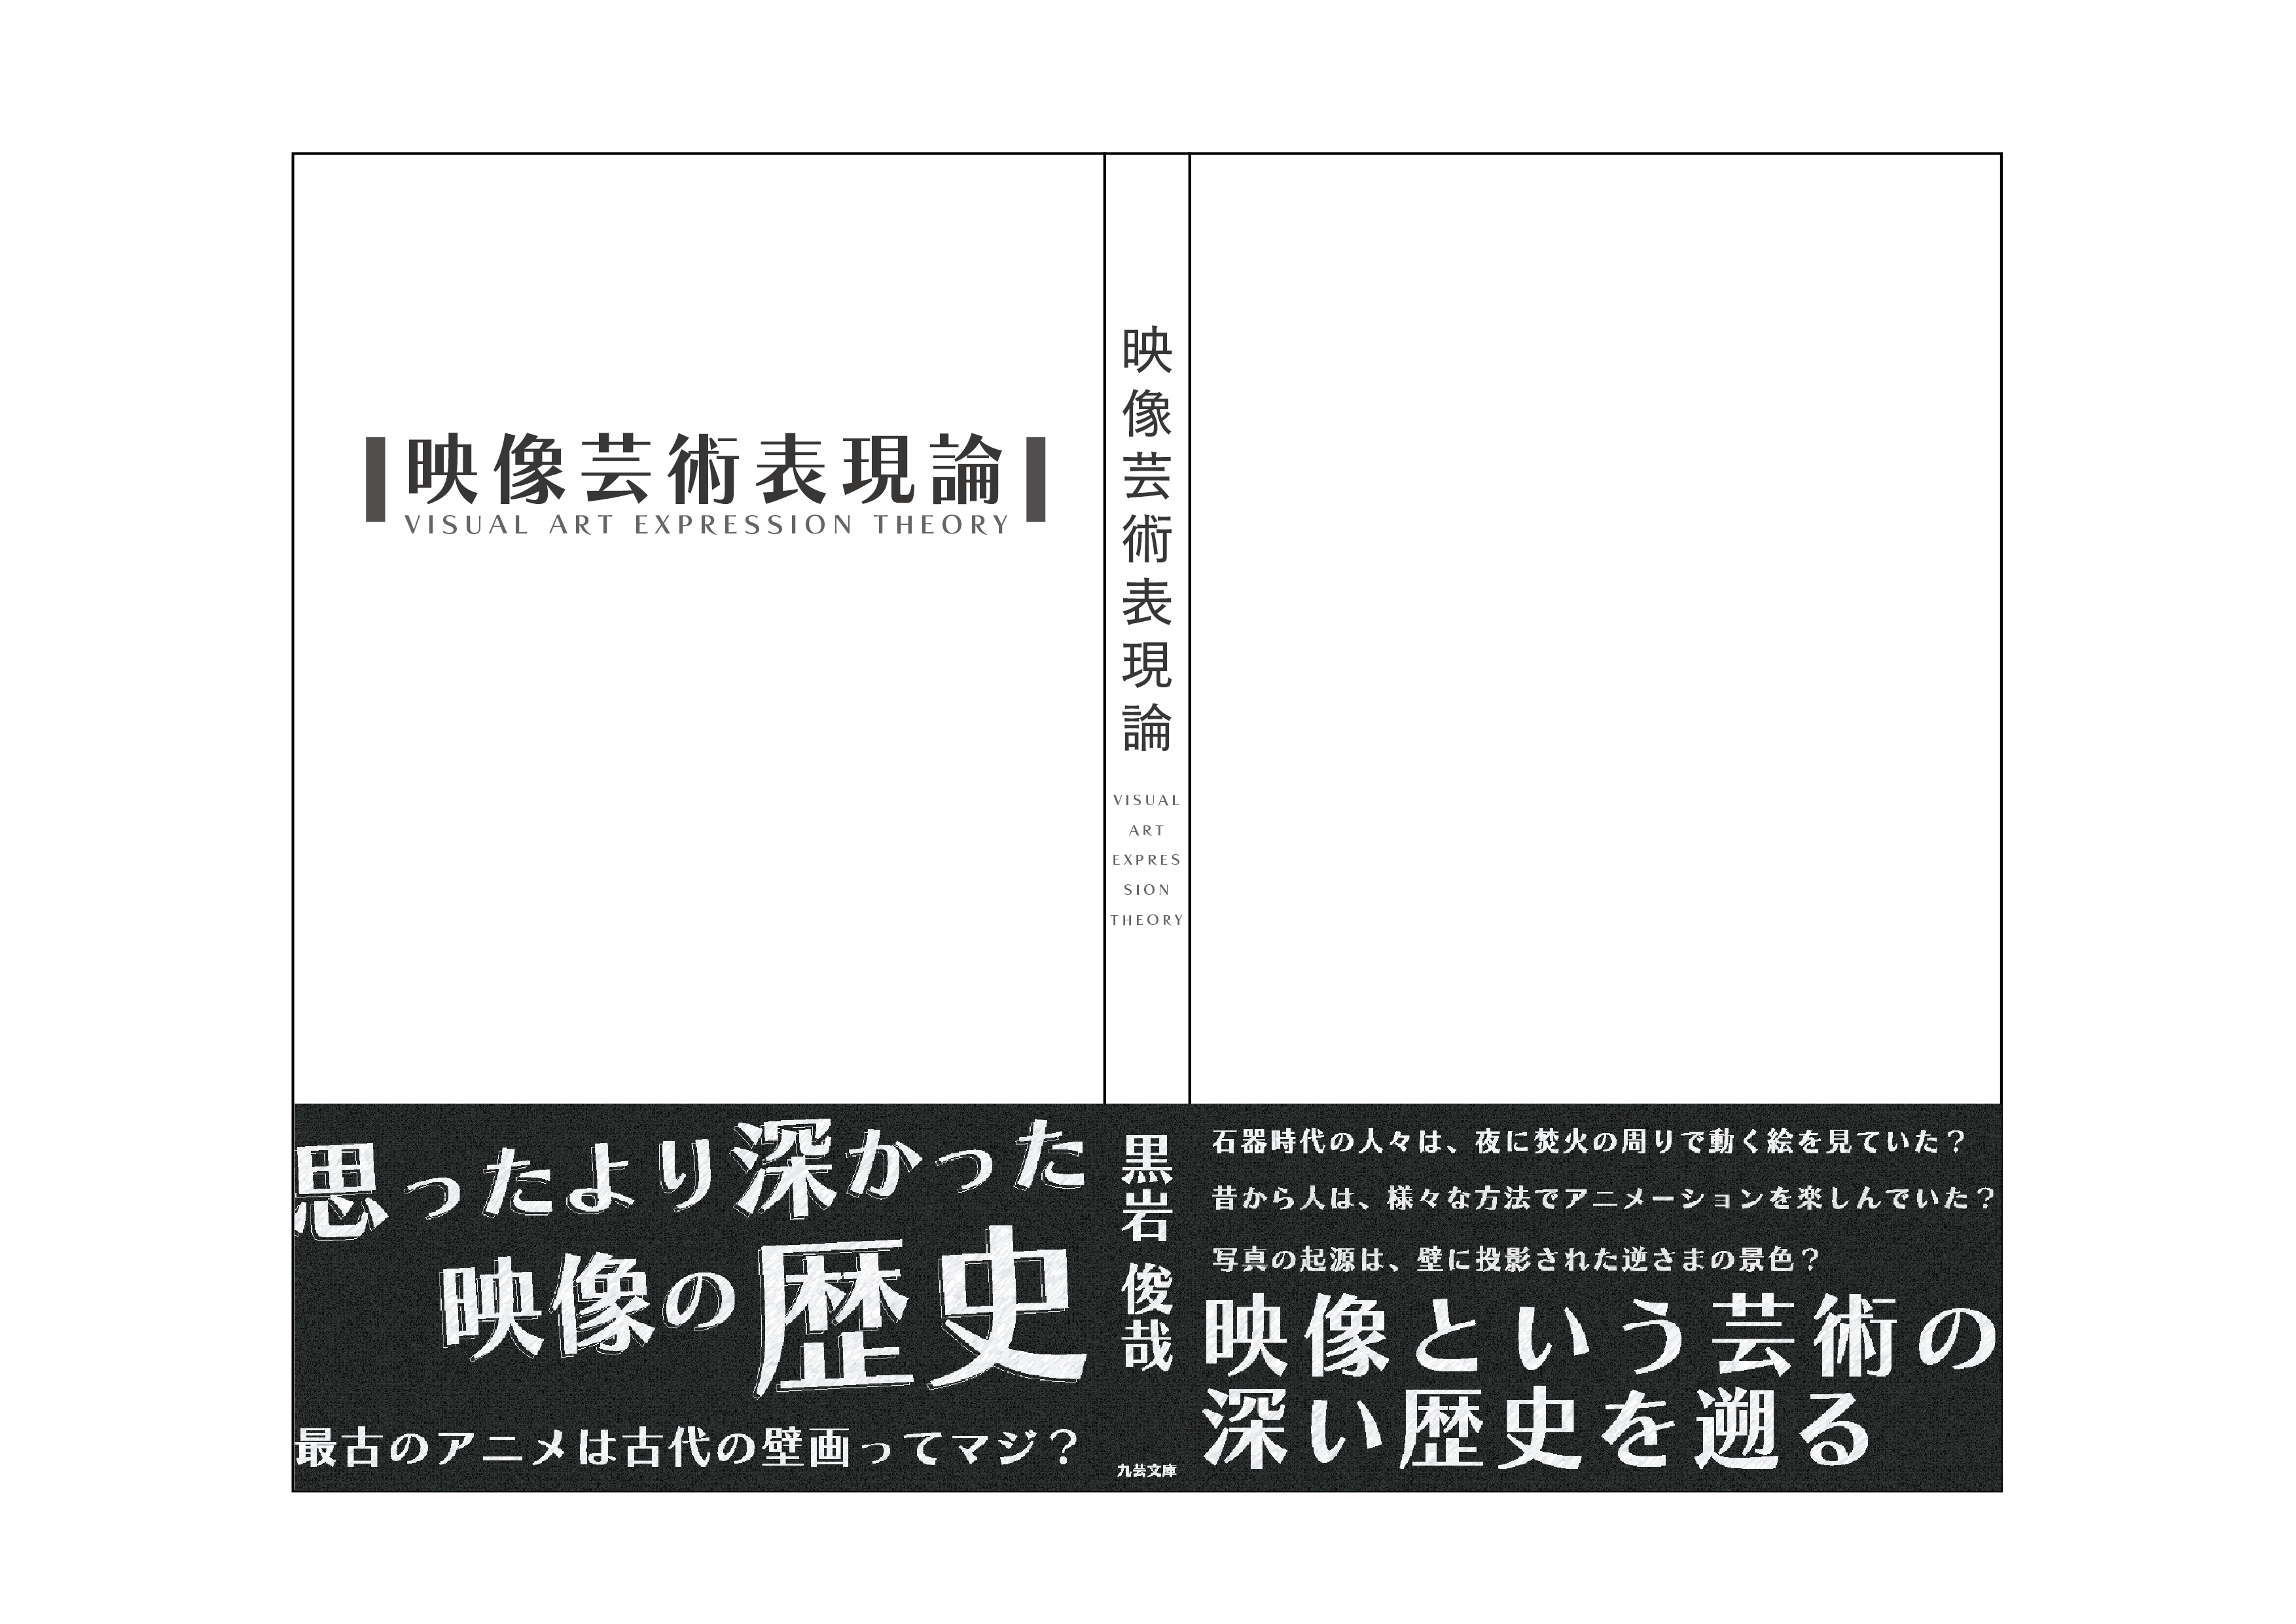 映像芸術表現論
VISUAL ART EXPRESSION THEORY
思ったより深かった
映像の歴史
最古のアニメは古代の壁画ってマジ？
映像芸術表現論
VISUAL
ART
EXPRES
SION
THEORY
黒岩 俊哉
九芸文庫
石器時代の人々は、夜に焚火の周りで動く絵を見ていた？
昔から人は、様々な方法でアニメーションを楽しんでいた？
写真の起源は、壁に投影された逆さまの景色？
映像という芸術の
深い歴史を遡る